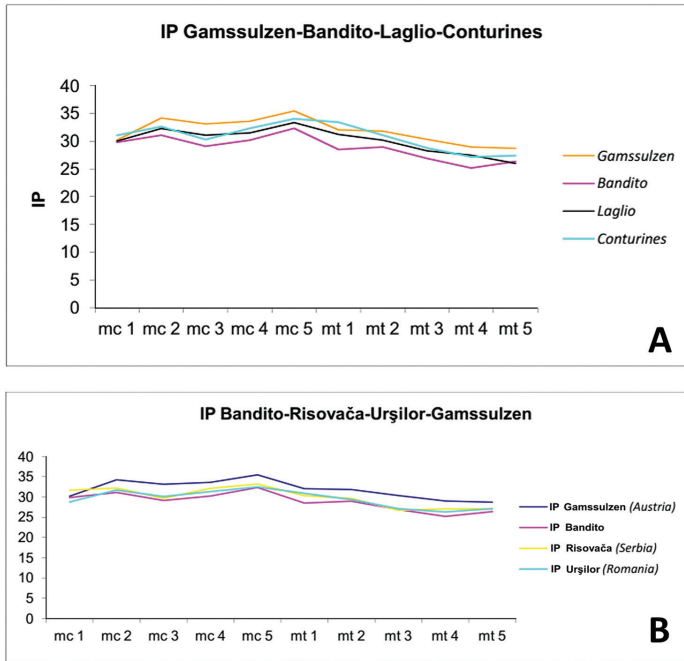 IP Gamssulzen-Bandito-Laglio-Conturines
40
35
30
25
20
15
10
5
0
IP
mc 1 mc 2 mc 3 mc 4 mc 5 mt 1 mt 2 mt 3 mt 4 mt 5
Gamssulzen
Bandito
Laglio
Conturines
A
IP Bandito-Risovača-Urşilor-Gamssulzen
40
35
30
25
20
15
10
5
0
mc 1 mc 2 mc 3 mc 4 mc 5 mt 1 mt 2 mt 3 mt 4 mt 5
IP Gamssulzen (Austria)
IP Bandito
IP Risovača (Serbia)
IP Urşilor (Romania)
B